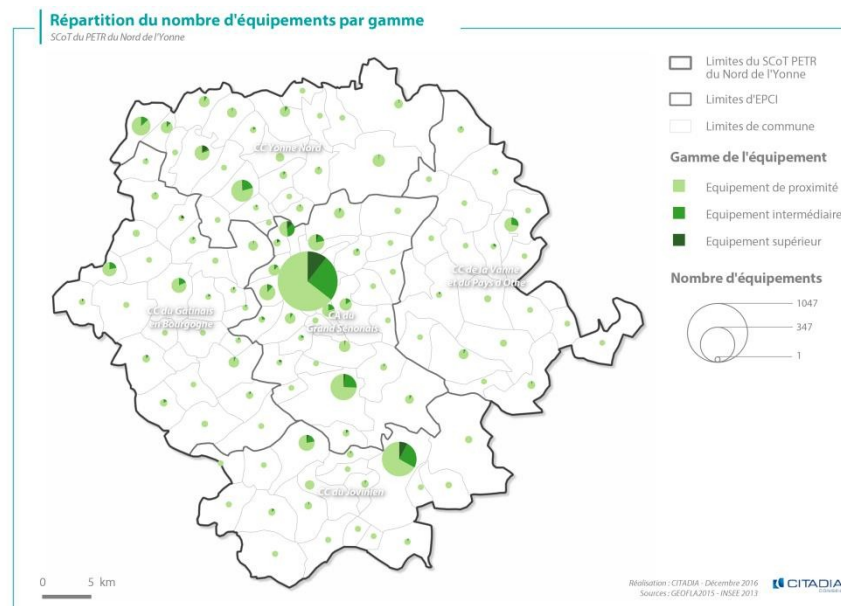 Répartition du nombre d'équipements par gamme
SCoT du PETR du Nord de l'Yonne
Limites du SCoT PETR
du Nord de l'Yonne
Limites d'EPCI
Limites de commune
Gamme de l'équipement
Equipement de proximité
Equipement intermédiaire
Equipement supérieur
Nombre d'équipements
1047
347
1
CC Yonne Nord
CC de la Vanne
et du Pays d'Othe
CC du Gâtinais
en Bourgogne
CA du
Grand Sénonais
CC du Jovinien
0 5 km
Réalisation : CITADIA - Décembre 2016
Sources : GEOFLA2015 - INSEE 2013
CITADIA